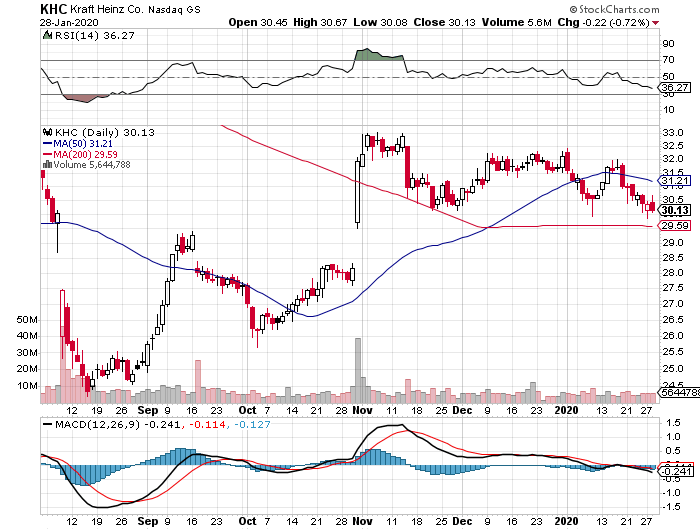 KHC Kraft Heinz Co. Nasdaq GS © StockCharts.com
28-Jan-2020 Open 30.45 High 30.67 Low 30.08 Close 30.13 Volume 5.6M Chg -0.22 (-0.72%)
RSI(14) 36.27
90
70
50
36.27
30
10
KHC (Daily) 30.13
MA(50) 31.21
MA(200) 29.59
Volume 5,644,788
33.0
32.5
32.0
31.5
31.21
30.5
30.13
29.59
29.0
28.5
28.0
27.5
27.0
26.5
26.0
25.5
25.0
24.5
50M
40M
30M
20M
10M
5644788
12 19 26 Sep 9 16 23 Oct 7 14 21 28 Nov 11 18 25 Dec 9 16 23 2020 13 21 27
MACD(12,26,9) -0.241, -0.114, -0.127
1.5
1.0
0.5
0.0
-0.241
-0.5
-1.0
-1.5
12 19 26 Sep 9 16 23 Oct 7 14 21 28 Nov 11 18 25 Dec 9 16 23 2020 13 21 27